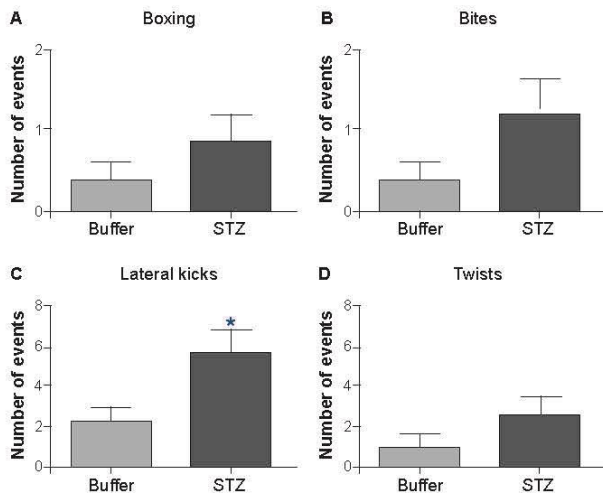 A Boxing
Number of events
2
1
0
Buffer STZ
B Bites
Number of events
2
1
0
Buffer STZ
C Lateral kicks
Number of events
8
6
4
2
0
*
Buffer STZ
D Twists
Number of events
8
6
4
2
0
Buffer STZ